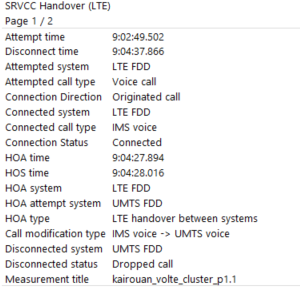 SRVCC Handover (LTE)
Page 1 / 2
Attempt time 9:02:49.502
Disconnect time 9:04:37.866
Attempted system LTE FDD
Attempted call type Voice call
Connection Direction Originated call
Connected system LTE FDD
Connected call type IMS voice
Connection Status Connected
HOA time 9:04:27.894
HOS time 9:04:28.016
HOA system LTE FDD
HOA attempt system UMTS FDD
HOA type LTE handover between systems
Call modification type IMS voice -> UMTS voice
Disconnected system UMTS FDD
Disconnected status Dropped call
Measurement title kairouan_volte_cluster_p1.1